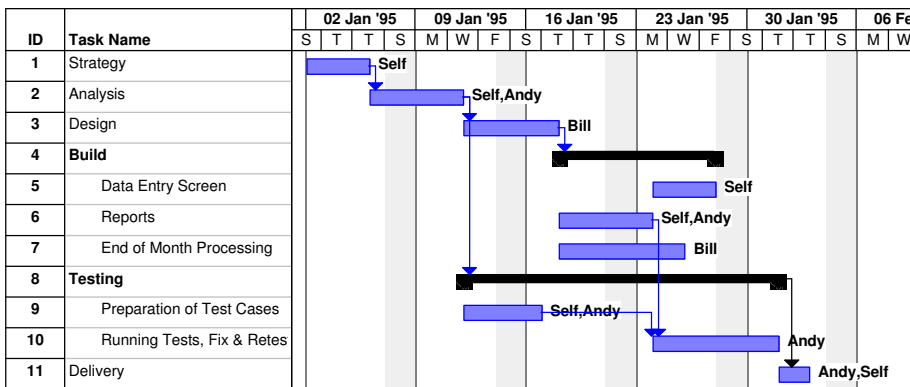 02 Jan '95 09 Jan '95 16 Jan '95 23 Jan '95 30 Jan '95 06 Fe
ID Task Name S T T S M W F S T T S M W F S T T S M W
1 Strategy Self
2 Analysis Self,Andy
3 Design Bill
4 Build
5 Data Entry Screen Self
6 Reports Self,Andy
7 End of Month Processing Bill
8 Testing
9 Preparation of Test Cases Self,Andy
10 Running Tests, Fix & Retes Andy
11 Delivery Andy,Self